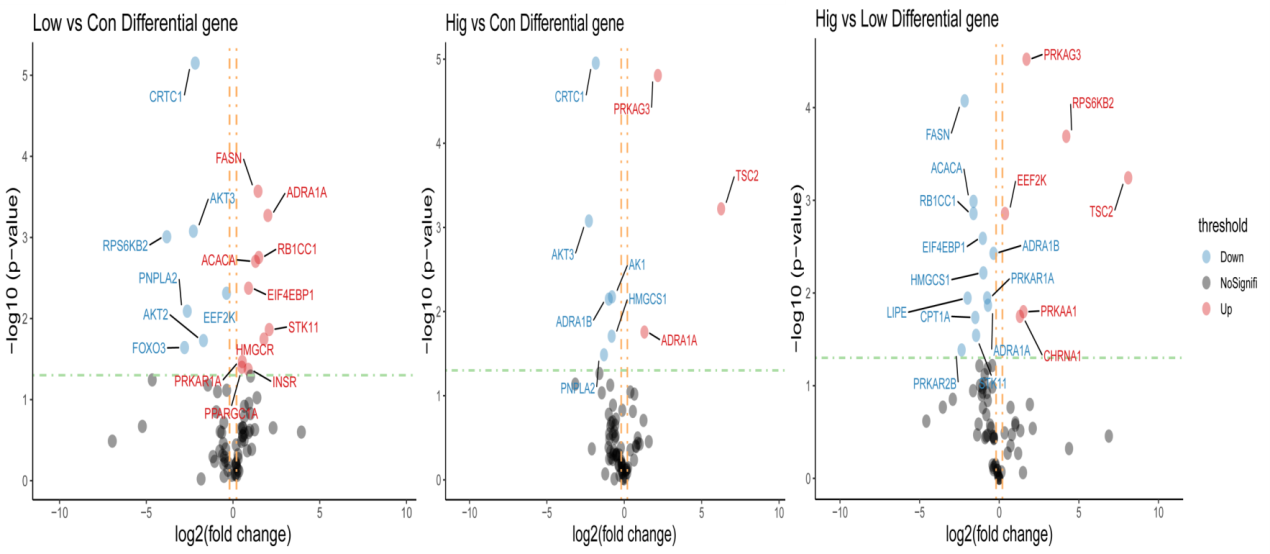 Low vs Con Differential gene
CRTC1
FASN
AKT3
ADRA1A
RPS6KB2
RB1CC1
ACACA
PNPLA2
EIF4EBP1
AKT2
EEF2K
STK11
FOXO3
HMGCR
PRKAR1A
INSR
PPARGC1A
5
4
3
2
1
0
−log10 (p−value)
−10
−5
0
5
10
log2(fold change)
Hig vs Con Differential gene
CRTC1
PRKAG3
TSC2
AKT3
AK1
HMGCS1
ADRA1B
ADRA1A
PNPLA2
5
4
3
2
1
0
−log10 (p−value)
−10
−5
0
5
10
log2(fold change)
Hig vs Low Differential gene
PRKAG3
RPS6KB2
FASN
ACACA
EEF2K
RB1CC1
TSC2
EIF4EBP1
ADRA1B
HMGCS1
PRKAR1A
LIPE
CPT1A
PRKAA1
ADRA1A
CHRNA1
PRKAR2B
STK11
4
3
2
1
0
−log10 (p−value)
−10
−5
0
5
10
log2(fold change)
threshold
Down
NoSignifi
Up